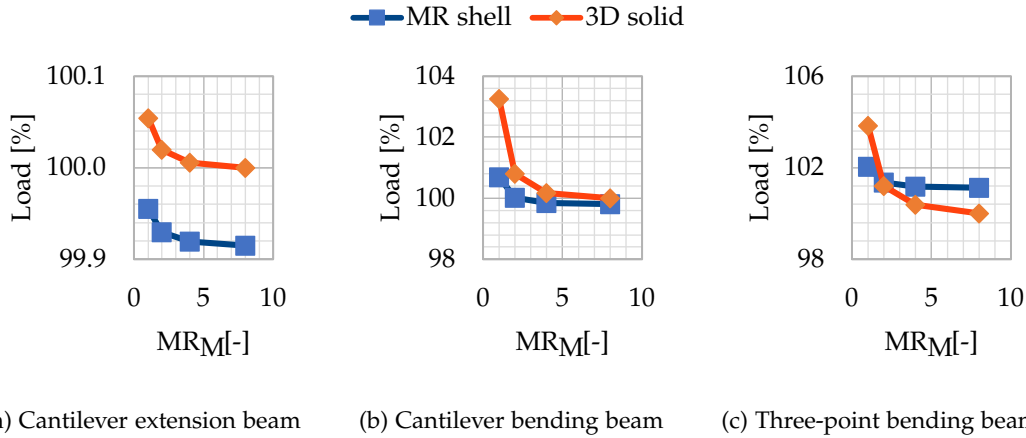 MR shell 3D solid
100.1
100.0
99.9
Load [%]
0 5 10
MRM[-]
104
102
100
98
Load [%]
0 5 10
MRM[-]
106
102
98
Load [%]
0 5 10
MRM[-]
) Cantilever extension beam
(b) Cantilever bending beam
(c) Three-point bending bea